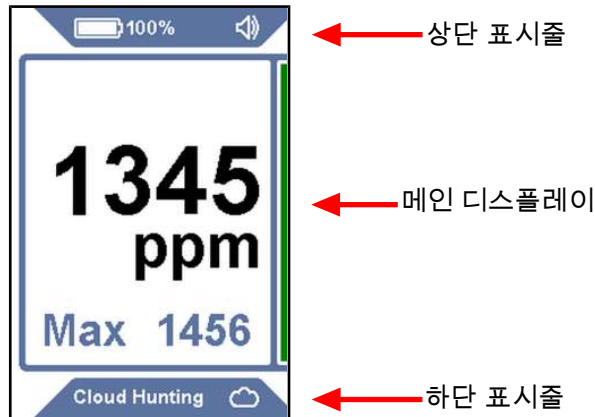 100%
상단 표시줄
1345
메인 디스플레이
ppm
Max 1456
Cloud Hunting
하단 표시줄